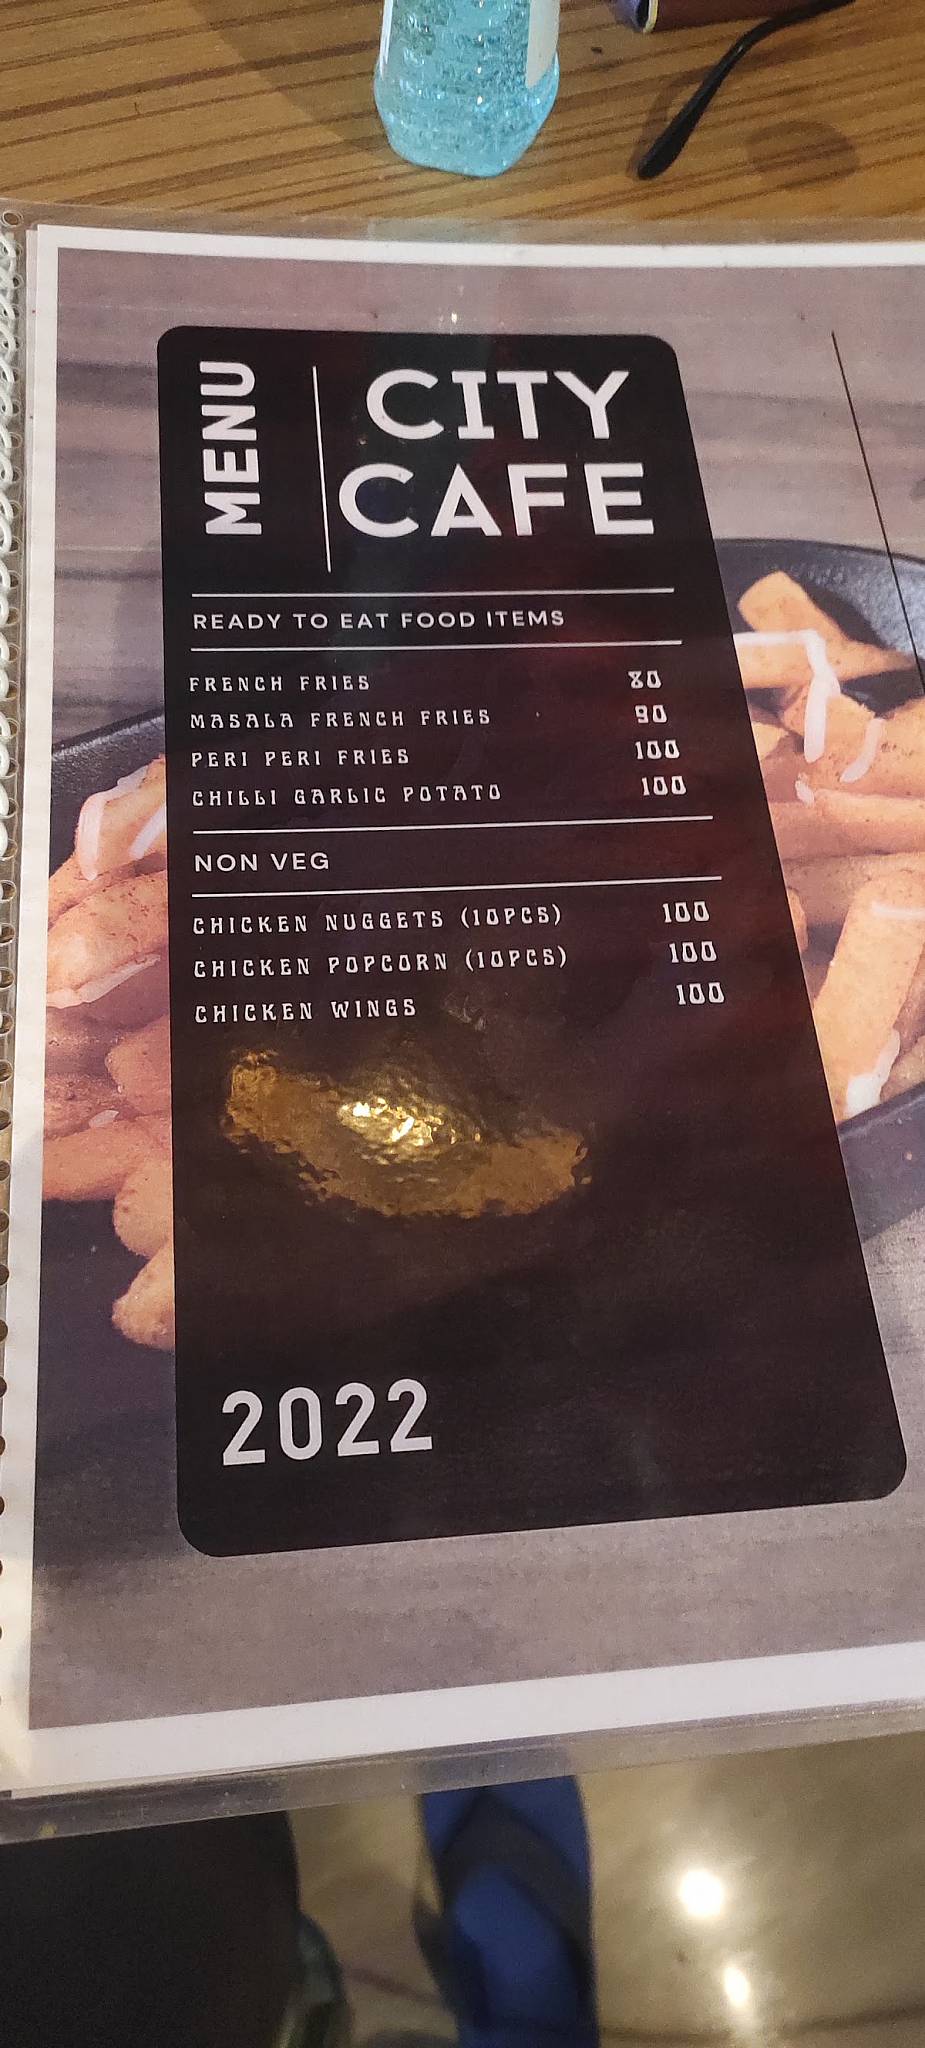 MENU
CITY
CAFE
READY TO EAT FOOD ITEMS
FRENCH FRIES 80
MASALA FRENCH FRIES 90
PERI PERI FRIES 100
CHILLI GARLIC POTATO 100
NON VEG
CHICKEN NUGGETS (10PCS) 100
CHICKEN POPCORN (10PCS) 100
CHICKEN WINGS 100
2022